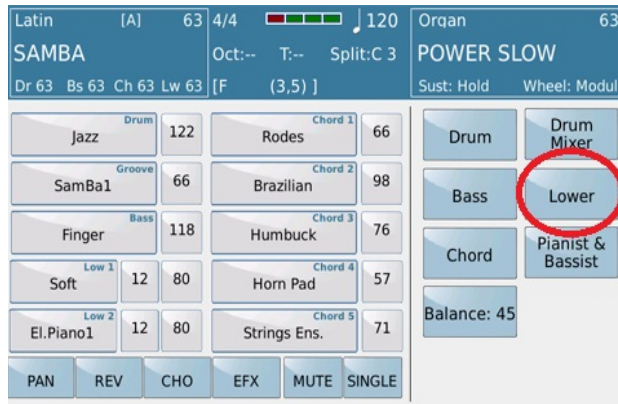 Latin [A] 63 4/4 120 Organ 63
SAMBA Oct:-- T:-- Split:C 3 POWER SLOW
Dr 63 Bs 63 Ch 63 Lw 63 [F (3,5) ] Sust: Hold Wheel: Modul
Drum
Jazz 122
Chord 1
Rodes 66
Drum
Drum
Mixer
Groove
SamBa1 66
Chord 2
Brazilian 98
Bass
Lower
Bass
Finger 118
Chord 3
Humbuck 76
Chord
Pianist &
Bassist
Low 1
Soft 12 80
Chord 4
Horn Pad 57
Low 2
El.Piano1 12 80
Chord 5
Strings Ens. 71
Balance: 45
PAN REV CHO EFX MUTE SINGLE